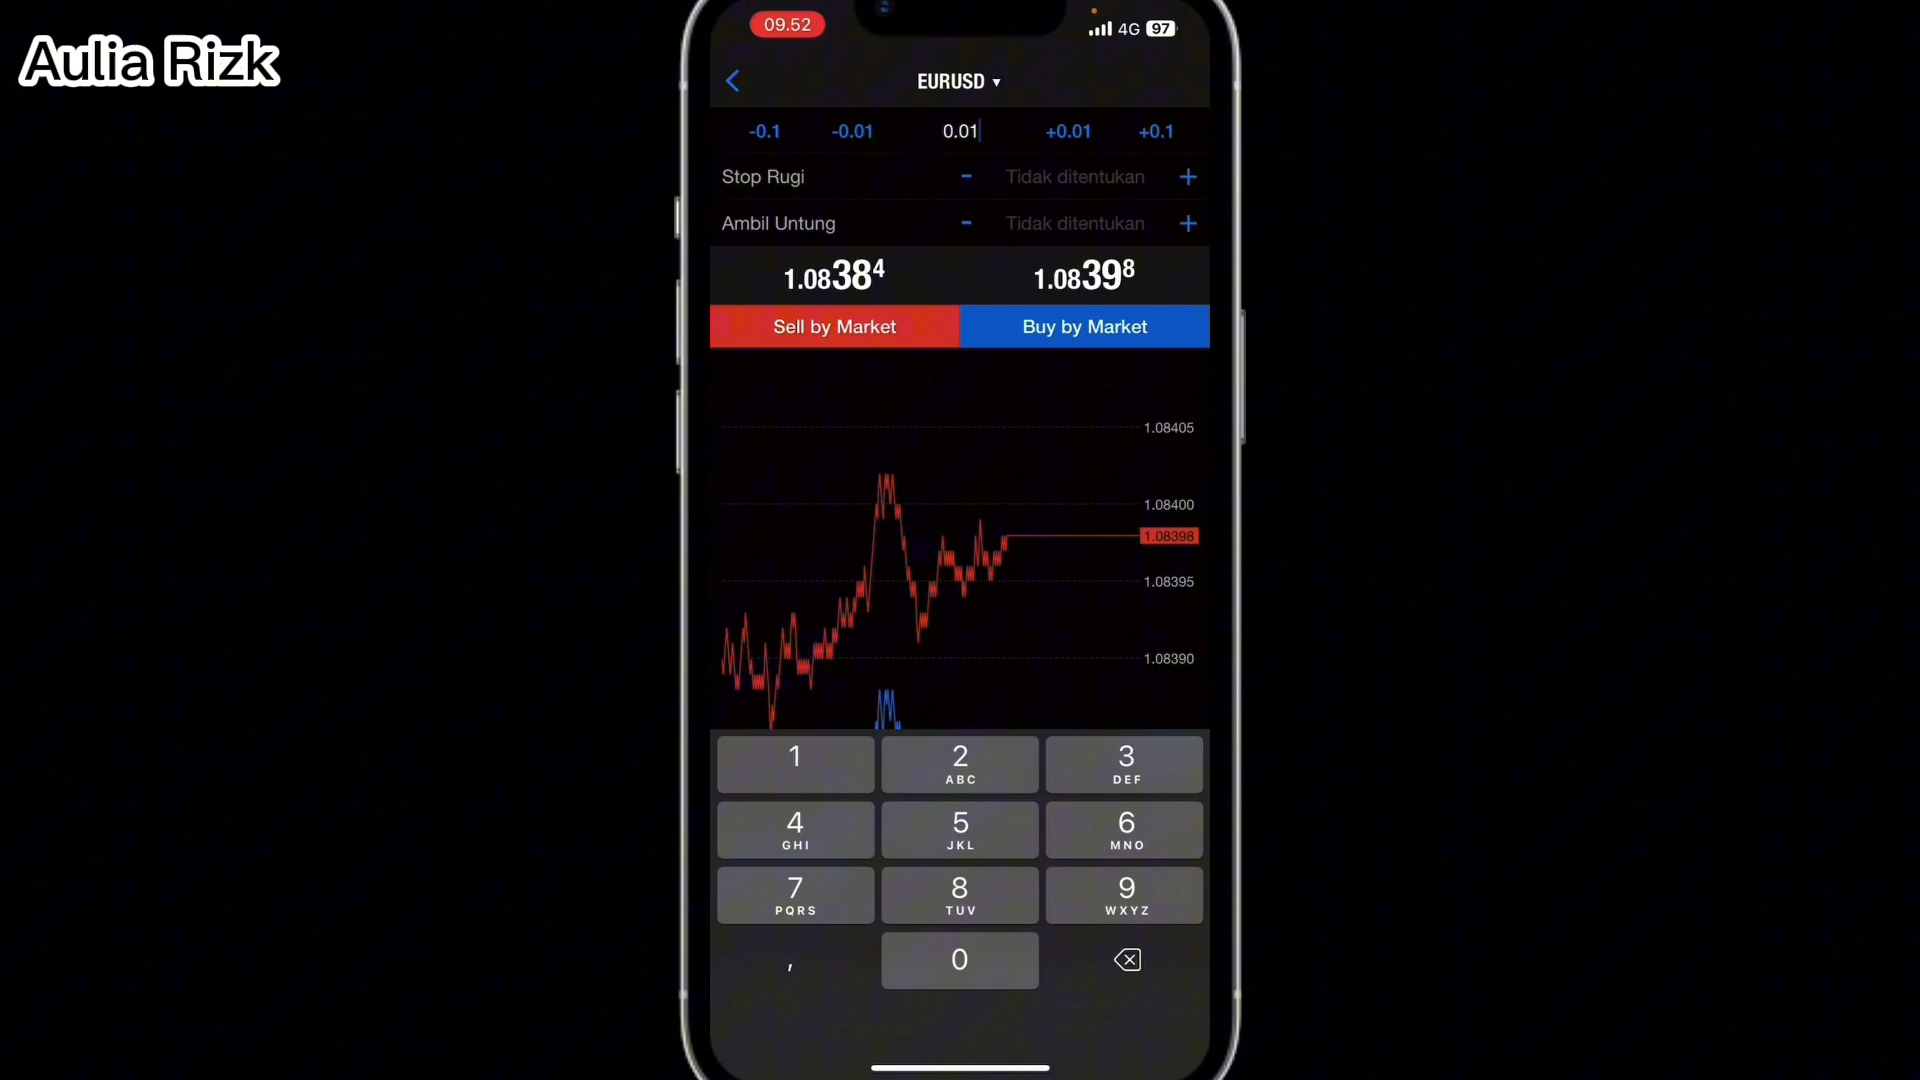 Aulia Rizk
09.52
4G 97
EURUSD ▾
-0.1 -0.01 0.01 +0.01 +0.1
Stop Rugi - Tidak ditentukan +
Ambil Untung - Tidak ditentukan +
1.08384 1.08398
Sell by Market Buy by Market
1.08405
1.08400
1.08398
1.08395
1.08390
1 2 3
ABC DEF
4 5 6
GHI JKL MNO
7 8 9
PQRS TUV WXYZ
, 0